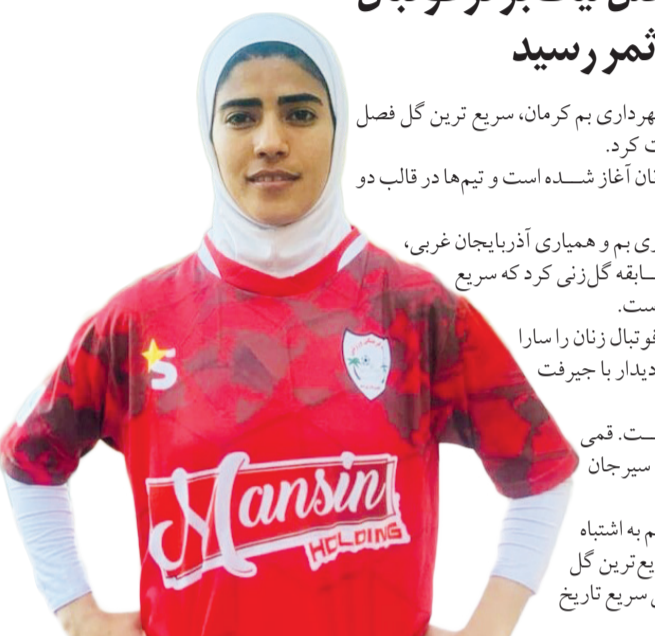 ثمر رسید
هرداری بم کرمان، سریع ترین گل فصل
ت کرد.
نان آغاز شده است و تیم‌ها در قالب دو
ری بم و همیاری آذربایجان غربی،
سابقه گل‌زنی کرد که سریع
ست.
فوتبال زنان را سارا
دیدار با جیرفت
ست. قمی
سیرجان
م به اشتباه
یع ترین گل
سریع تاریخ
S
Mansin
HOLDING